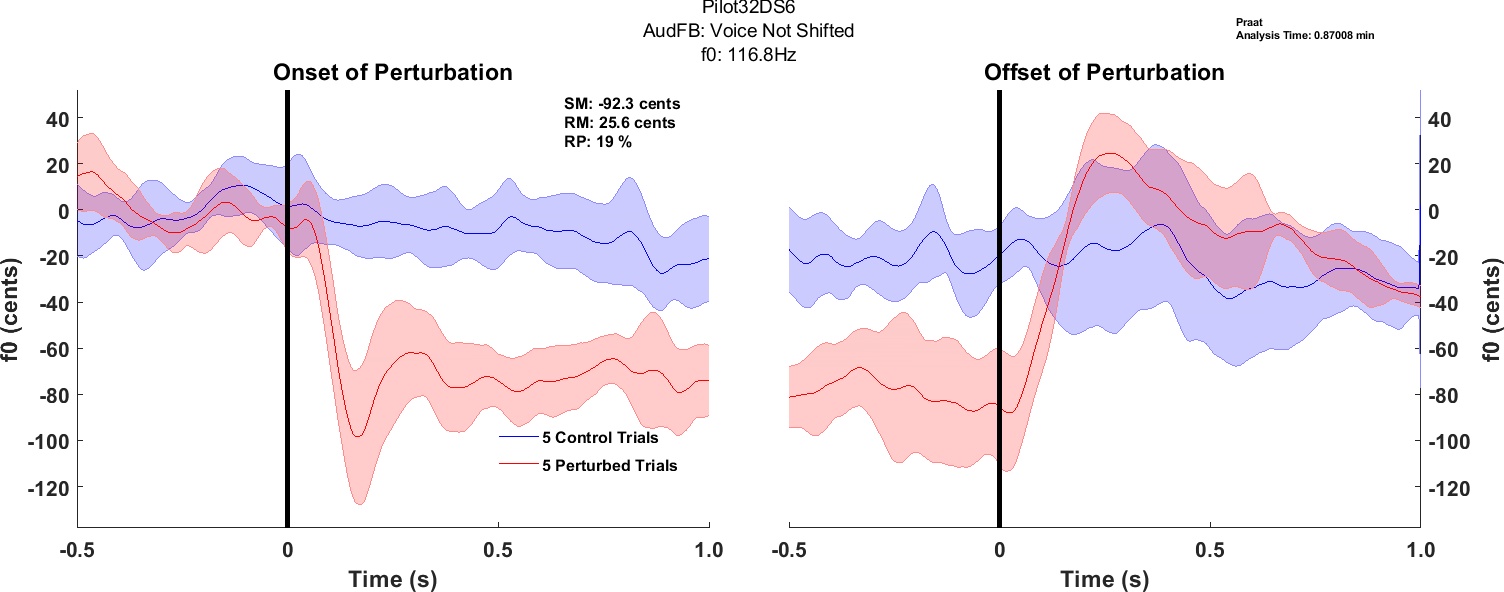 Pilot32DS6
AudFB: Voice Not Shifted
f0: 116.8Hz
Praat
Analysis Time: 0.87008 min
Onset of Perturbation
Offset of Perturbation
SM: -92.3 cents
RM: 25.6 cents
RP: 19 %
40
20
0
-20
-40
-60
-80
-100
-120
f0 (cents)
5 Control Trials
5 Perturbed Trials
-0.5 0 0.5 1.0
Time (s)
40
20
0
-20
-40
-60
-80
-100
-120
f0 (cents)
-0.5 0 0.5 1.0
Time (s)